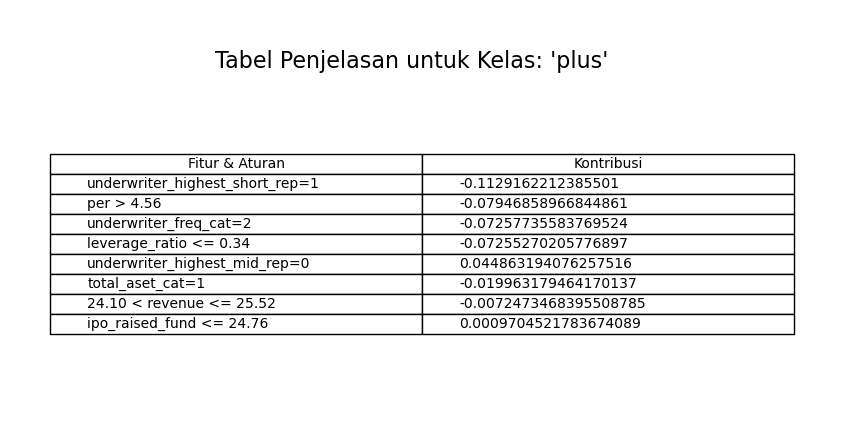 Tabel Penjelasan untuk Kelas: 'plus'
Fitur & Aturan Kontribusi
underwriter_highest_short_rep=1 -0.1129162212385501
per > 4.56 -0.07946858966844861
underwriter_freq_cat=2 -0.07257735583769524
leverage_ratio <= 0.34 -0.07255270205776897
underwriter_highest_mid_rep=0 0.044863194076257516
total_aset_cat=1 -0.019963179464170137
24.10 < revenue <= 25.52 -0.0072473468395508785
ipo_raised_fund <= 24.76 0.0009704521783674089